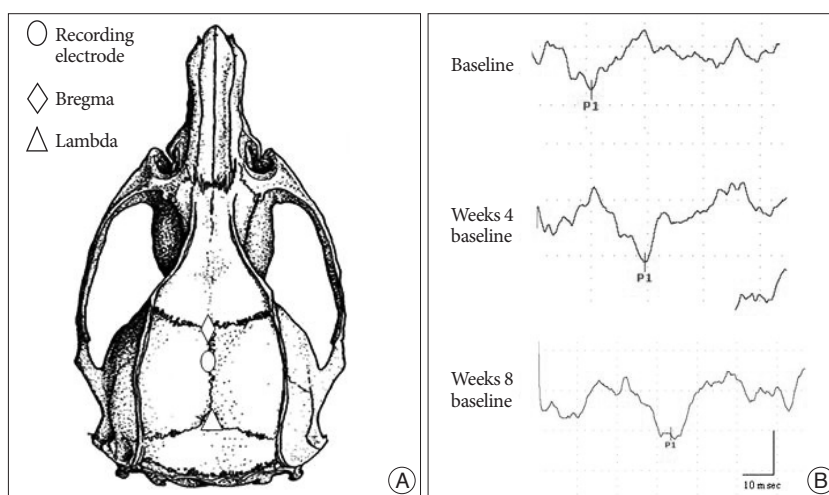 Recording
electrode
Bregma
Lambda
A
Baseline
P1
Weeks 4
baseline
P1
Weeks 8
baseline
P1
10 msec
B